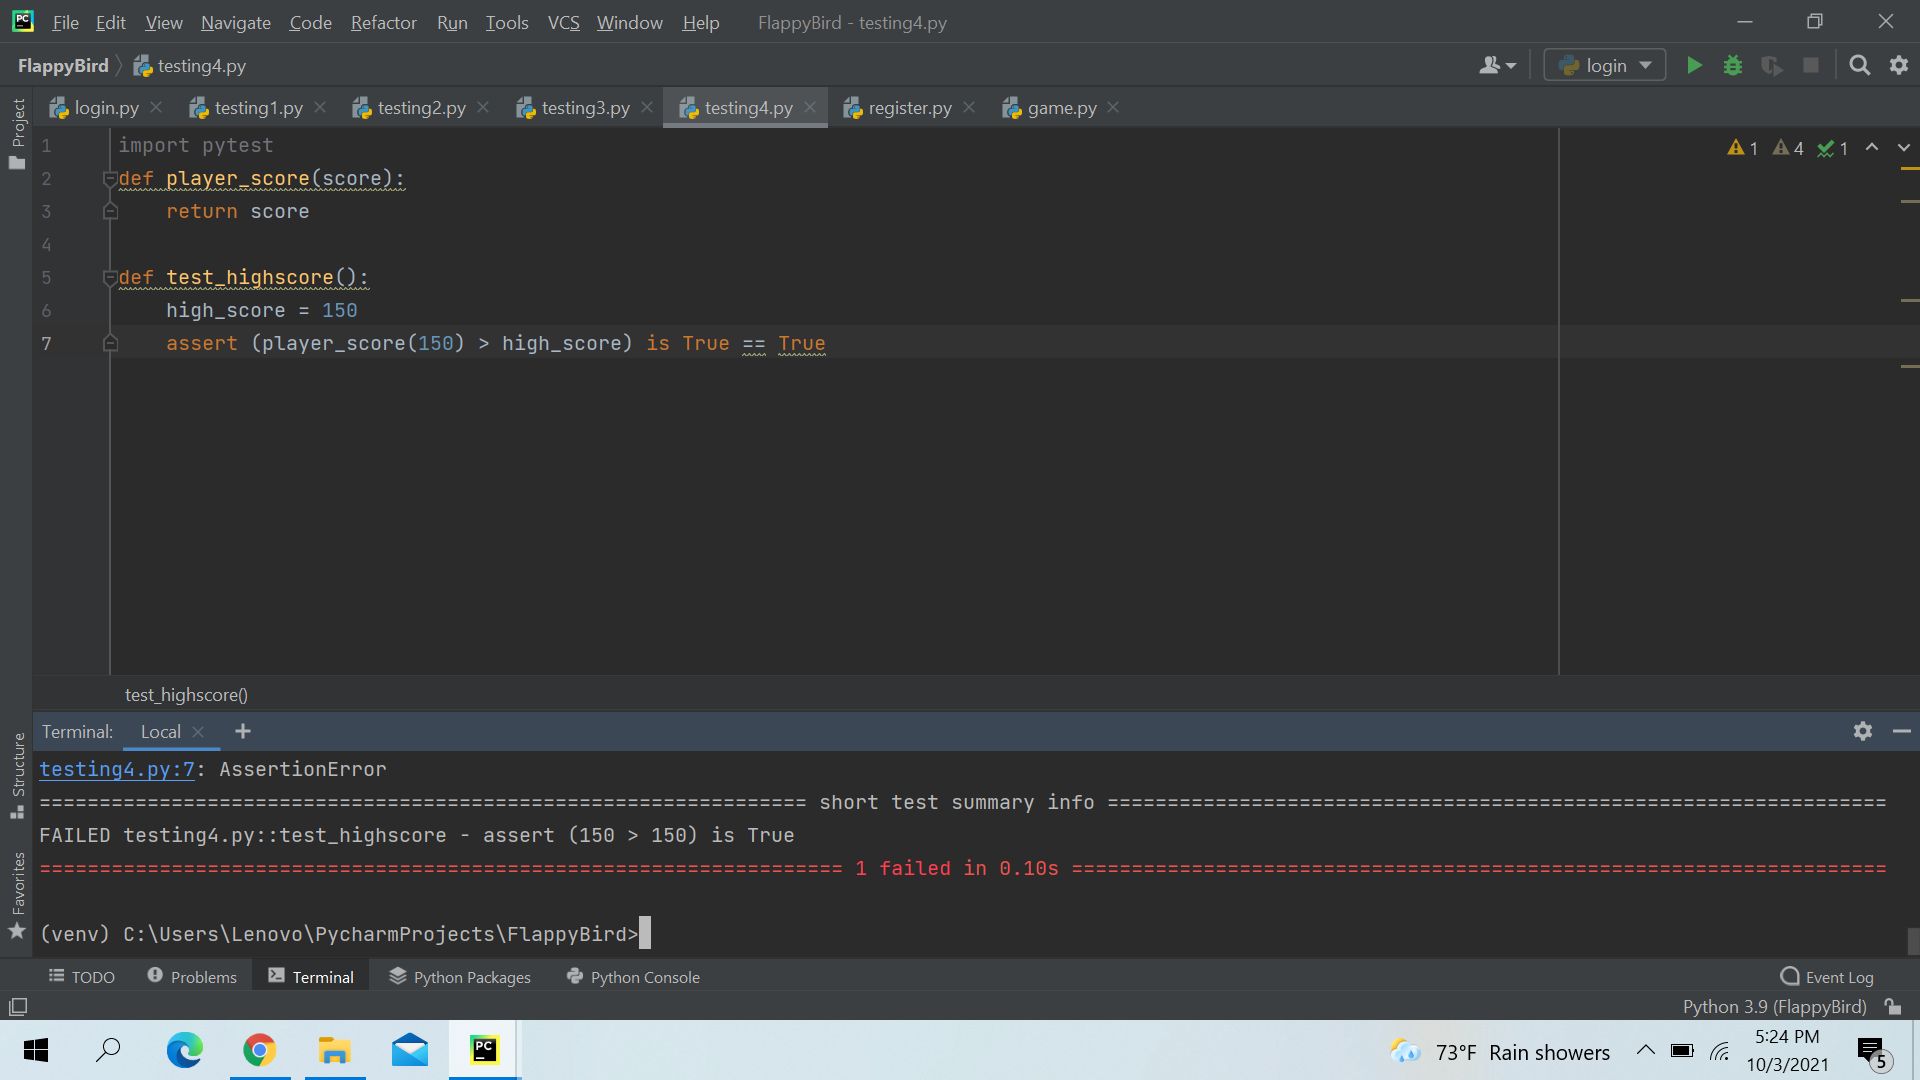 PC File Edit View Navigate Code Refactor Run Tools VCS Window Help FlappyBird - testing4.py
FlappyBird testing4.py login
login.py testing1.py testing2.py testing3.py testing4.py register.py game.py
Project
1 import pytest
1 4 1
2 def player_score(score):
3 return score
4
5 def test_highscore():
6 high_score = 150
7 assert (player_score(150) > high_score) is True == True
test_highscore()
Terminal: Local +
Structure
Favorites
testing4.py:7: AssertionError
================================================================ short test summary info =================================================================
FAILED testing4.py::test_highscore - assert (150 > 150) is True
=================================================================== 1 failed in 0.10s ====================================================================
(venv) C:\Users\Lenovo\PycharmProjects\FlappyBird>
TODO Problems Terminal Python Packages Python Console Event Log
Python 3.9 (FlappyBird)
PC 73°F Rain showers 5:24 PM
10/3/2021 5